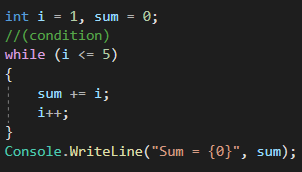 int i = 1, sum = 0;
//(condition)
while (i <= 5)
{
    sum += i;
    i++;
}
Console.WriteLine("Sum = {0}", sum);